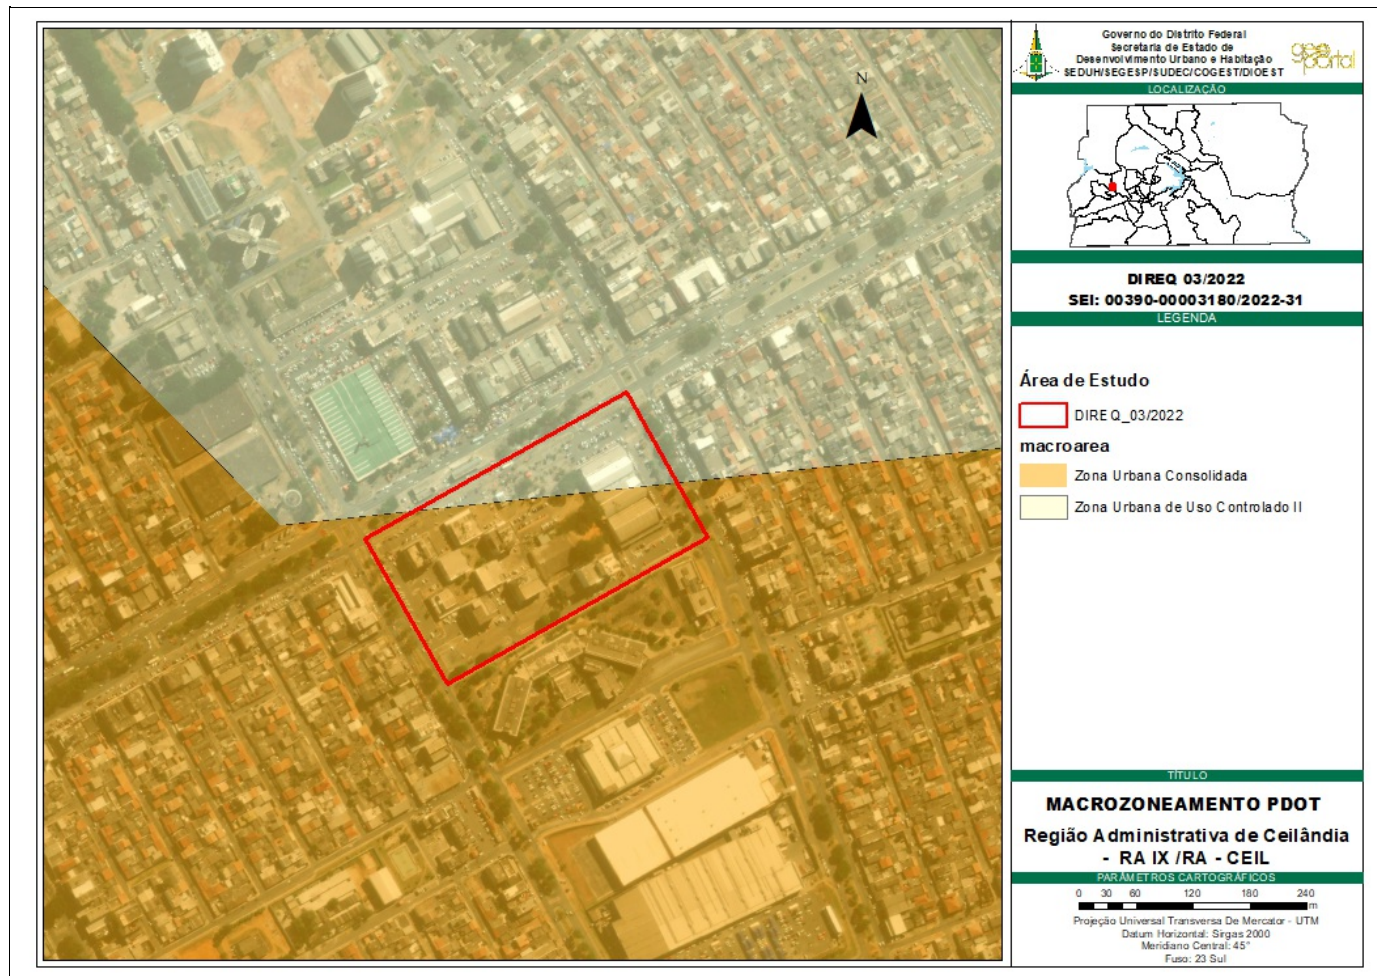 N
Governo do Distrito Federal
Secretaria de Estado de
Desenvolvimento Urbano e Habitação
SEDUH/SEGESP/SUDEC/COGEST/DIOEST
geo
portal
LOCALIZAÇÃO
DIREQ 03/2022
SEI: 00390-00003180/2022-31
LEGENDA
Área de Estudo
DIREQ_03/2022
macroarea
Zona Urbana Consolidada
Zona Urbana de Uso Controlado II
TÍTULO
MACROZONEAMENTO PDOT
Região Administrativa de Ceilândia
- RA IX /RA - CEIL
PARÂMETROS CARTOGRÁFICOS
0 30 60 120 180 240
m
Projeção Universal Transversa De Mercator - UTM
Datum Horizontal: Sirgas 2000
Meridiano Central: 45°
Fuso: 23 Sul